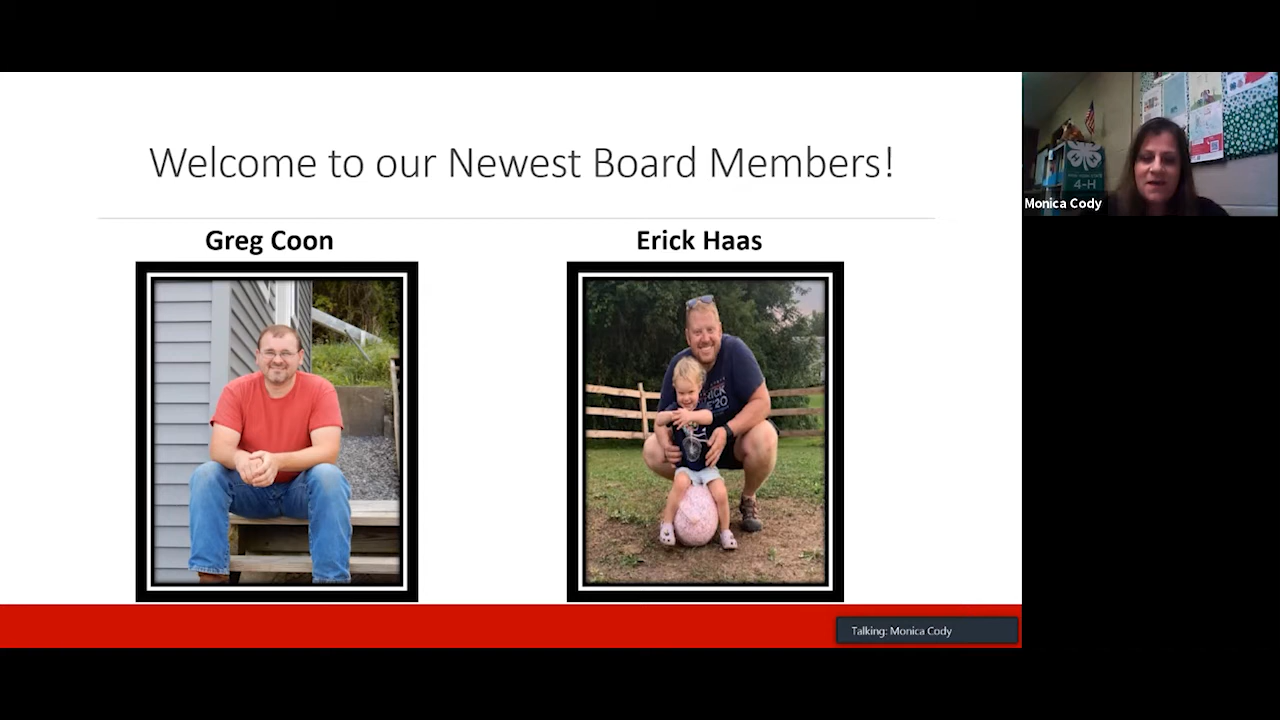 Welcome to our Newest Board Members!
Greg Coon
Erick Haas
4-H
Monica Cody
Talking: Monica Cody